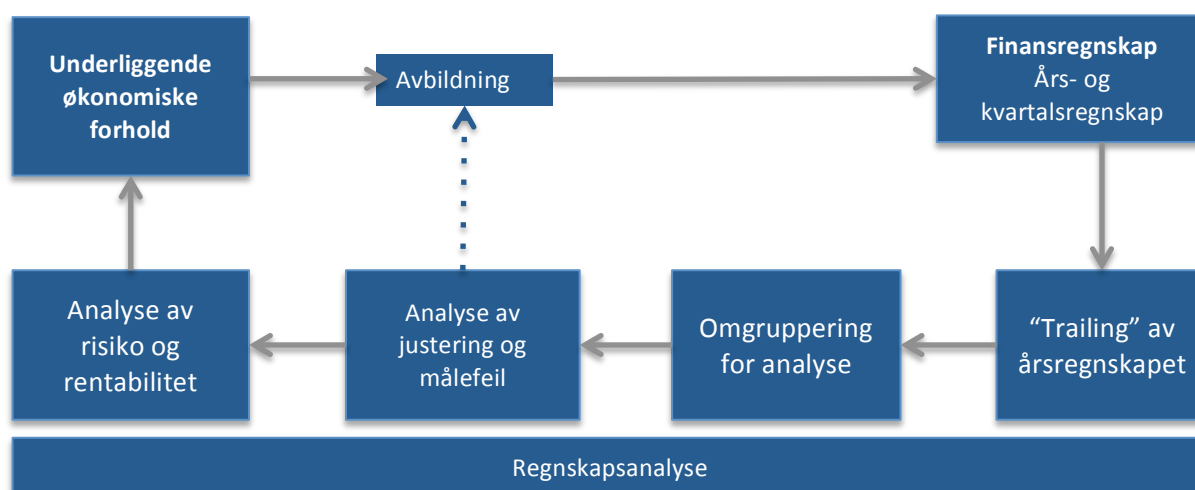 Underliggende
økonomiske
forhold
Avbildning
Finansregnskap
Års- og
kvartalsregnskap
Analyse av
risiko og
rentabilitet
Analyse av
justering og
målefeil
Omgruppering
for analyse
“Trailing” av
årsregnskapet
Regnskapsanalyse